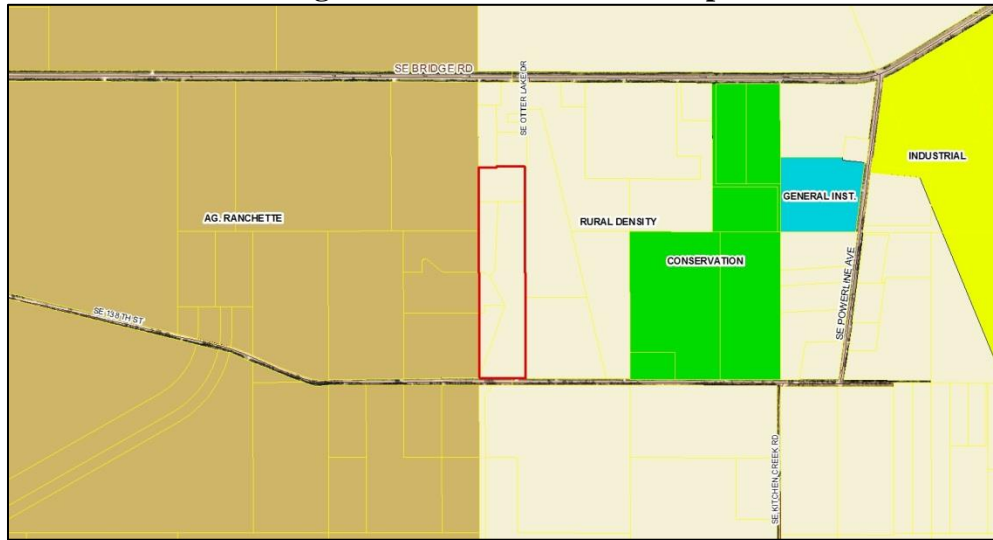 SE BRIDGE RD
SE OTTER LAKE DR
INDUSTRIAL
GENERAL INST.
AG. RANCHETTE
RURAL DENSITY
CONSERVATION
SE POWERLINE AVE
SE 138TH ST
SE KITCHEN CREEK RD